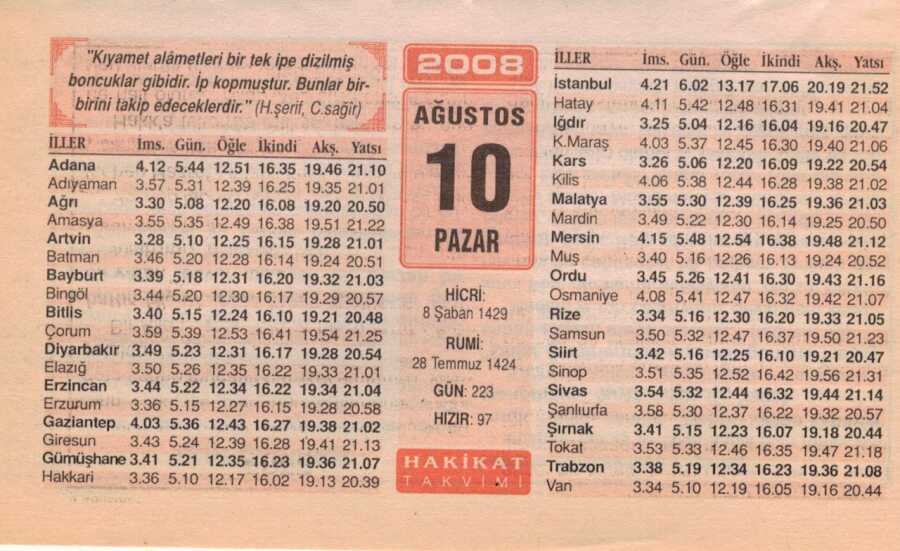 "Kıyamet alâmetleri bir tek ipe dizilmiş
boncuklar gibidir. İp kopmuştur. Bunlar bir-
birini takip edeceklerdir." (H.şerif, C.sağir)
İLLER İms. Gün. Öğle İkindi Akş. Yatsı
Adana 4.12 5.44 12.51 16.35 19.46 21.10
Adıyaman 3.57 5.31 12.39 16.25 19.35 21.01
Ağrı 3.30 5.08 12.20 16.08 19.20 20.50
Amasya 3.55 5.35 12.49 16.38 19.51 21.22
Artvin 3.28 5.10 12.25 16.15 19.28 21.01
Batman 3.46 5.20 12.28 16.14 19.24 20.51
Bayburt 3.39 5.18 12.31 16.20 19.32 21.03
Bingöl 3.44 5.20 12.30 16.17 19.29 20.57
Bitlis 3.40 5.15 12.24 16.10 19.21 20.48
Çorum 3.59 5.39 12.53 16.41 19.54 21.25
Diyarbakır 3.49 5.23 12.31 16.17 19.28 20.54
Elazığ 3.50 5.26 12.35 16.22 19.33 21.01
Erzincan 3.44 5.22 12.34 16.22 19.34 21.04
Erzurum 3.36 5.15 12.27 16.15 19.28 20.58
Gaziantep 4.03 5.36 12.43 16.27 19.38 21.02
Giresun 3.43 5.24 12.39 16.28 19.41 21.13
Gümüşhane 3.41 5.21 12.35 16.23 19.36 21.07
Hakkari 3.36 5.10 12.17 16.02 19.13 20.39
2008
AĞUSTOS
10
PAZAR
HİCRİ:
8 Şaban 1429
RUMİ:
28 Temmuz 1424
GÜN: 223
HIZIR: 97
HAKİKAT
TAKVİMİ
İLLER İms. Gün. Öğle İkindi Akş. Yatsı
İstanbul 4.21 6.02 13.17 17.06 20.19 21.52
Hatay 4.11 5.42 12.48 16.31 19.41 21.04
Iğdır 3.25 5.04 12.16 16.04 19.16 20.47
K.Maraş 4.03 5.37 12.45 16.30 19.40 21.06
Kars 3.26 5.06 12.20 16.09 19.22 20.54
Kilis 4.06 5.38 12.44 16.28 19.38 21.02
Malatya 3.55 5.30 12.39 16.25 19.36 21.03
Mardin 3.49 5.22 12.30 16.14 19.25 20.50
Mersin 4.15 5.48 12.54 16.38 19.48 21.12
Muş 3.40 5.16 12.26 16.13 19.24 20.52
Ordu 3.45 5.26 12.41 16.30 19.43 21.16
Osmaniye 4.08 5.41 12.47 16.32 19.42 21.07
Rize 3.34 5.16 12.30 16.20 19.33 21.05
Samsun 3.50 5.32 12.47 16.37 19.50 21.23
Siirt 3.42 5.16 12.25 16.10 19.21 20.47
Sinop 3.51 5.35 12.52 16.42 19.56 21.31
Sivas 3.54 5.32 12.44 16.32 19.44 21.14
Şanlıurfa 3.58 5.30 12.37 16.22 19.32 20.57
Şırnak 3.41 5.15 12.23 16.07 19.18 20.44
Tokat 3.53 5.33 12.46 16.35 19.47 21.18
Trabzon 3.38 5.19 12.34 16.23 19.36 21.08
Van 3.34 5.10 12.19 16.05 19.16 20.44